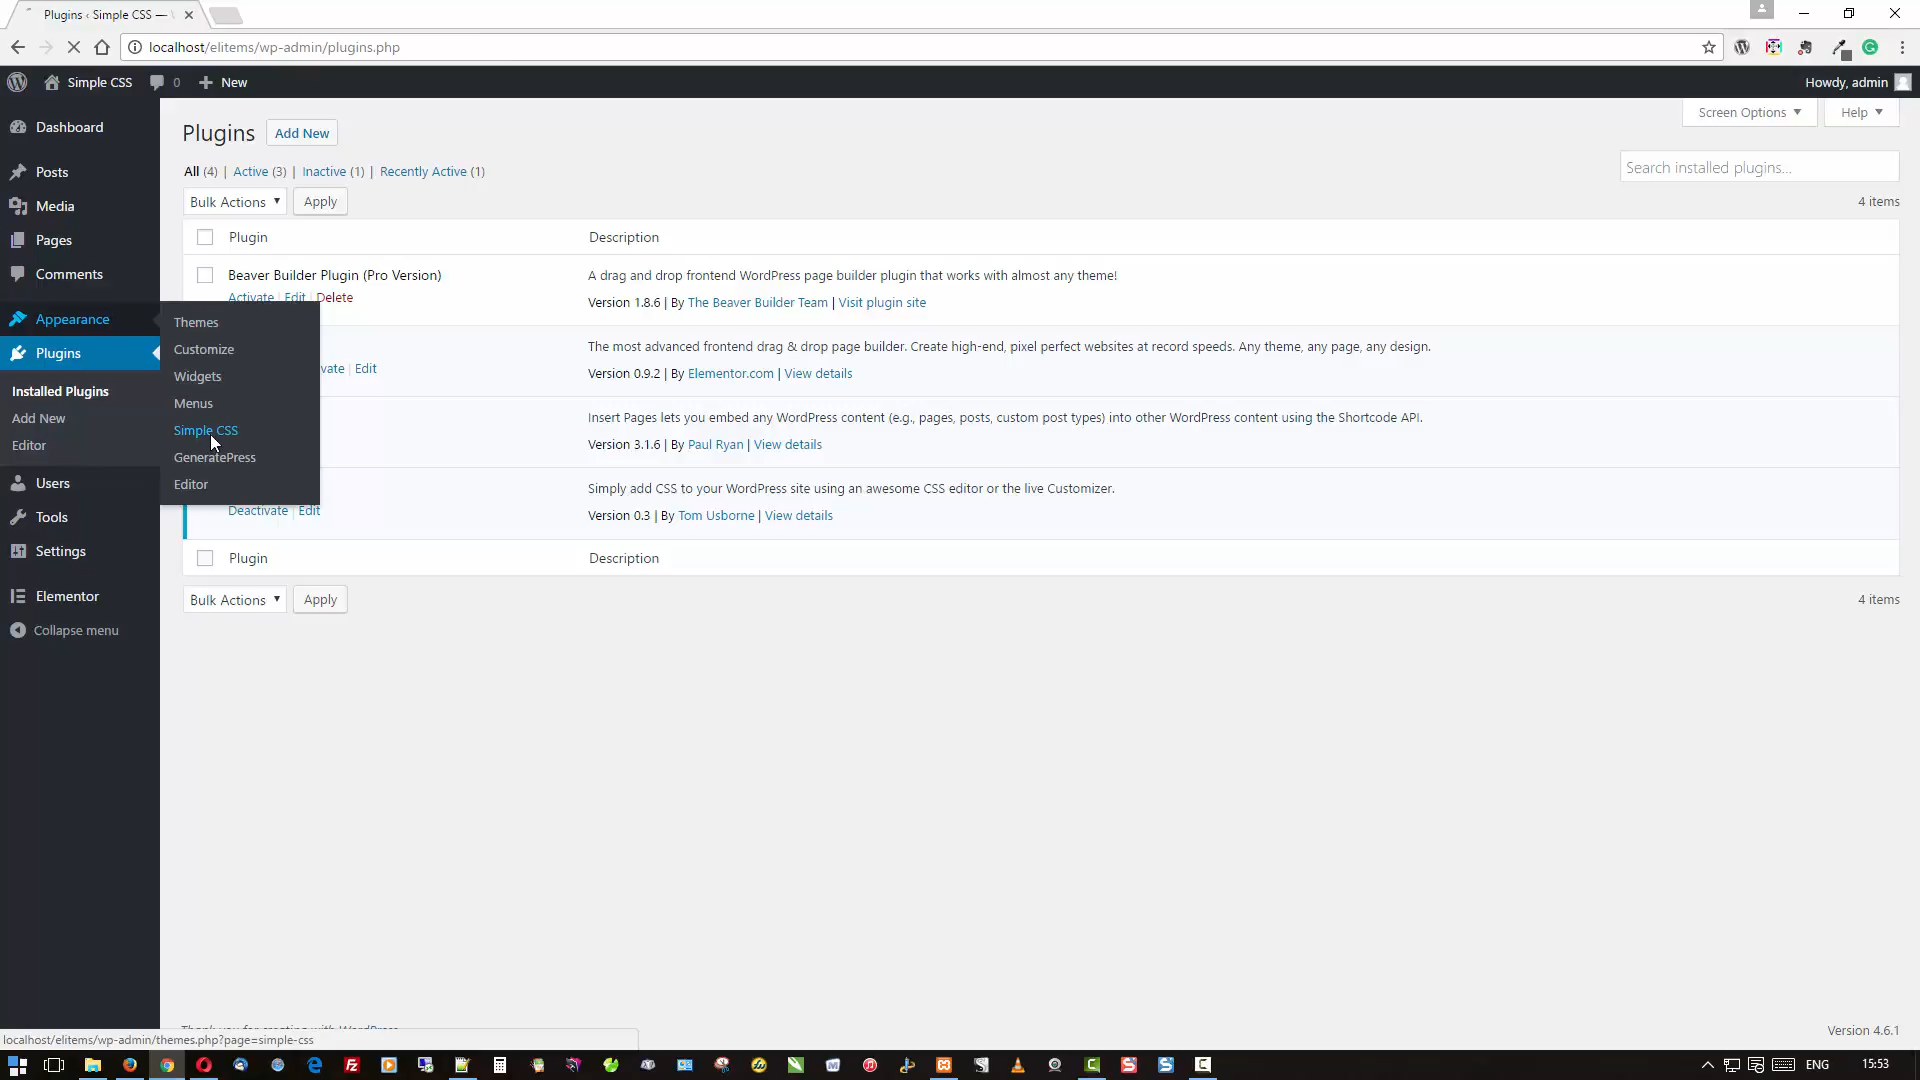 Plugins ‹ Simple CSS —
localhost/elitems/wp-admin/plugins.php
Simple CSS 0 New
Howdy, admin
Dashboard
Posts
Media
Pages
Comments
Appearance
Plugins
Installed Plugins
Add New
Editor
Users
Tools
Settings
Elementor
Collapse menu
Themes
Customize
Widgets
Menus
Simple CSS
GeneratePress
Editor
Screen Options
Help
Plugins Add New
All (4) | Active (3) | Inactive (1) | Recently Active (1)
Search installed plugins...
Bulk Actions Apply
4 items
Plugin Description
Beaver Builder Plugin (Pro Version)
Activate | Edit | Delete
A drag and drop frontend WordPress page builder plugin that works with almost any theme!
Version 1.8.6 | By The Beaver Builder Team | Visit plugin site
vate | Edit
The most advanced frontend drag & drop page builder. Create high-end, pixel perfect websites at record speeds. Any theme, any page, any design.
Version 0.9.2 | By Elementor.com | View details
Insert Pages lets you embed any WordPress content (e.g., pages, posts, custom post types) into other WordPress content using the Shortcode API.
Version 3.1.6 | By Paul Ryan | View details
Deactivate | Edit
Simply add CSS to your WordPress site using an awesome CSS editor or the live Customizer.
Version 0.3 | By Tom Usborne | View details
Plugin Description
Bulk Actions Apply
4 items
Thank you for creating with WordPress
Version 4.6.1
localhost/elitems/wp-admin/themes.php?page=simple-css
ENG 15:53